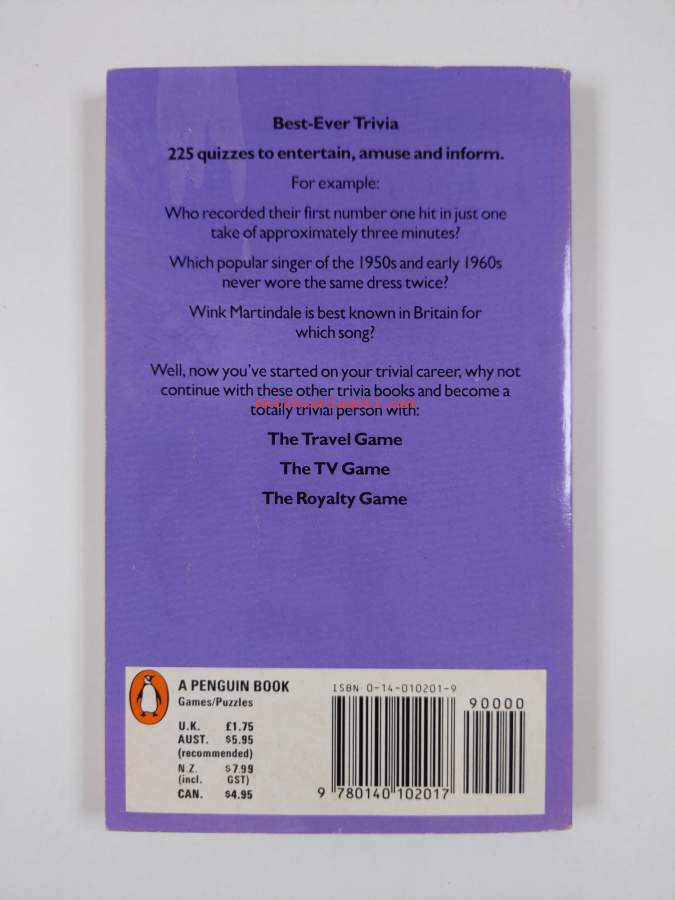 Best-Ever Trivia
225 quizzes to entertain, amuse and inform.
For example:
Who recorded their first number one hit in just one
take of approximately three minutes?
Which popular singer of the 1950s and early 1960s
never wore the same dress twice?
Wink Martindale is best known in Britain for
which song?
Well, now you've started on your trivial career, why not
continue with these other trivia books and become a
totally trivial person with:
The Travel Game
The TV Game
The Royalty Game
A PENGUIN BOOK
Games/Puzzles
U.K. £1.75
AUST. $5.95
(recommended)
N.Z. $7.99
(incl. GST)
CAN. $4.95
ISBN 0-14-010201-9
90000
9 780140 102017